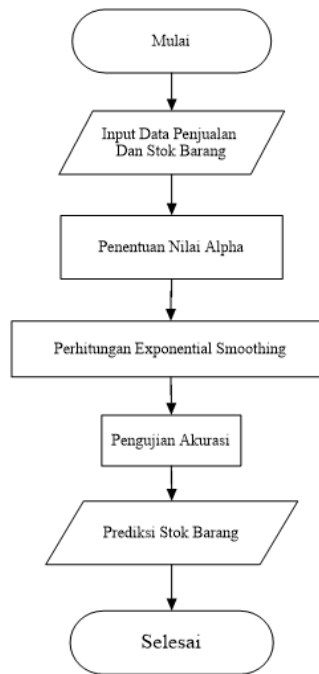 Mulai
Input Data Penjualan
Dan Stok Barang
Penentuan Nilai Alpha
Perhitungan Exponential Smoothing
Pengujian Akurasi
Prediksi Stok Barang
Selesai